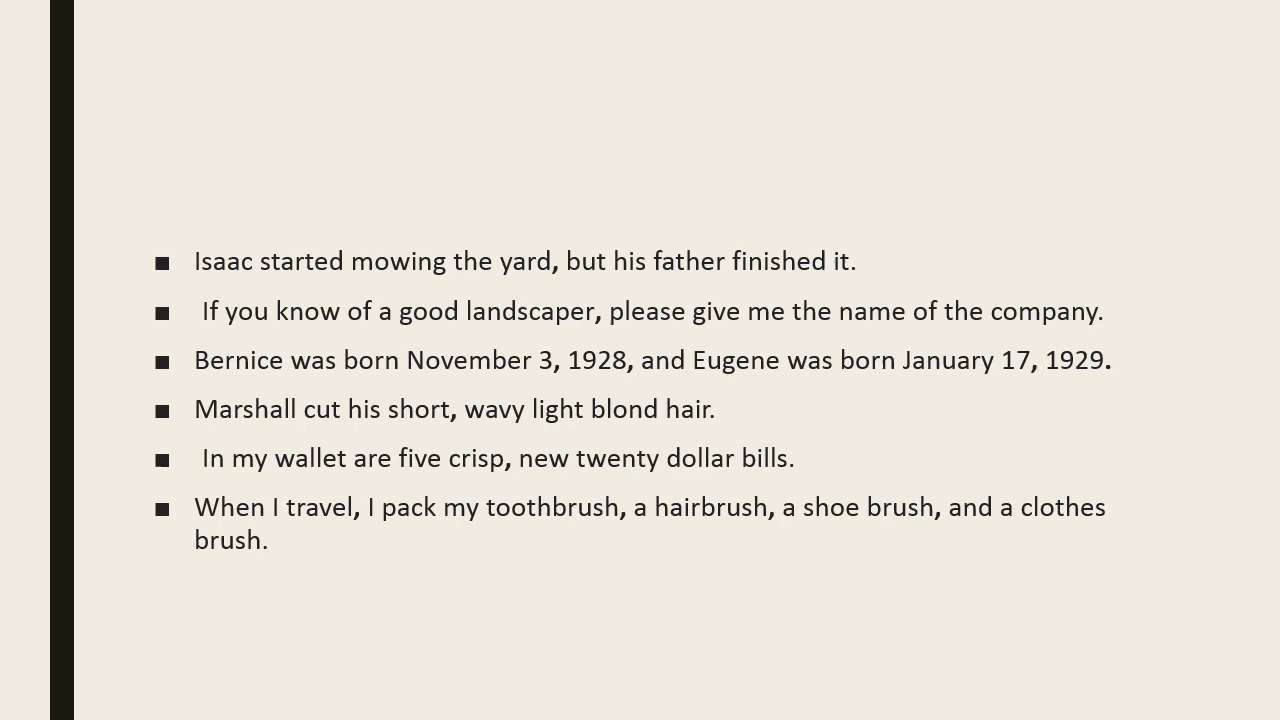 ▪ Isaac started mowing the yard, but his father finished it.
▪ If you know of a good landscaper, please give me the name of the company.
▪ Bernice was born November 3, 1928, and Eugene was born January 17, 1929.
▪ Marshall cut his short, wavy light blond hair.
▪ In my wallet are five crisp, new twenty dollar bills.
▪ When I travel, I pack my toothbrush, a hairbrush, a shoe brush, and a clothes
brush.